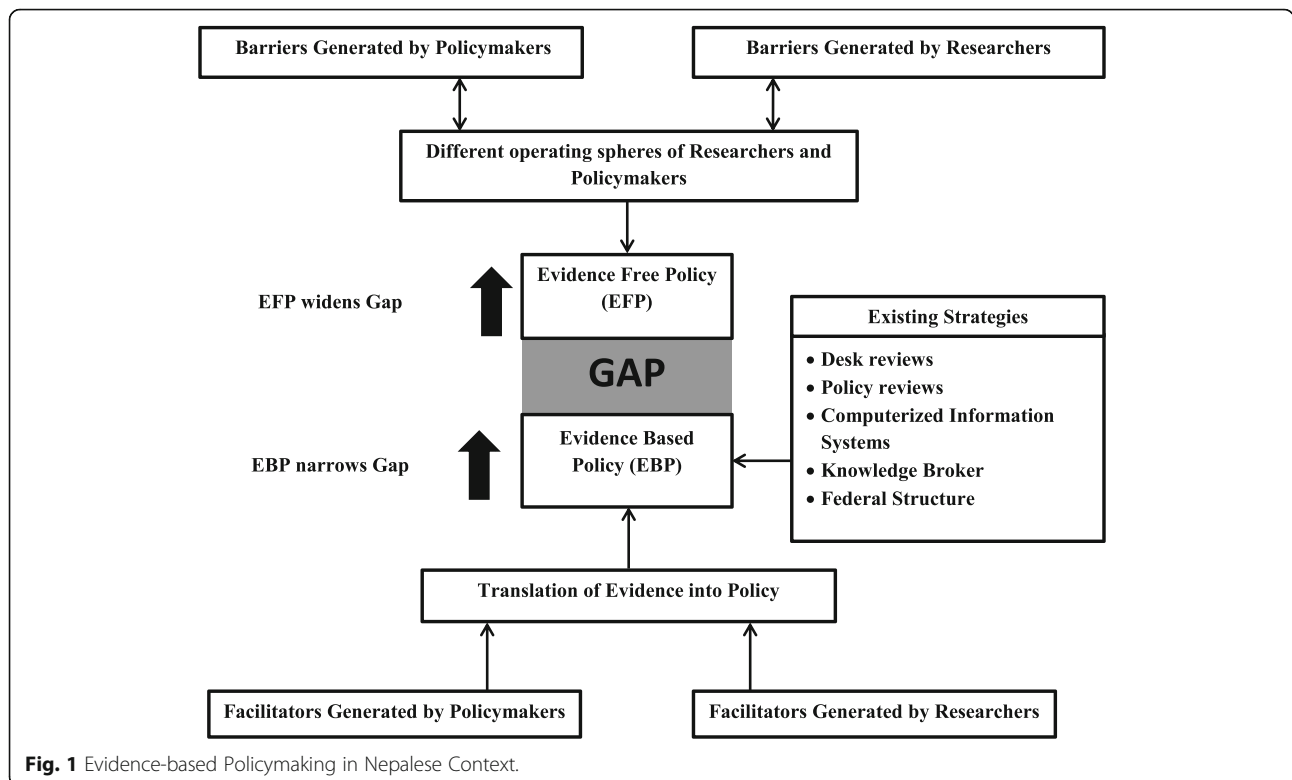 Barriers Generated by Policymakers
Barriers Generated by Researchers
Different operating spheres of Researchers and
Policymakers
EFP widens Gap
Evidence Free Policy
(EFP)
GAP
EBP narrows Gap
Evidence Based
Policy (EBP)
Existing Strategies
• Desk reviews
• Policy reviews
• Computerized Information
Systems
• Knowledge Broker
• Federal Structure
Translation of Evidence into Policy
Facilitators Generated by Policymakers
Facilitators Generated by Researchers
Fig. 1 Evidence-based Policymaking in Nepalese Context.